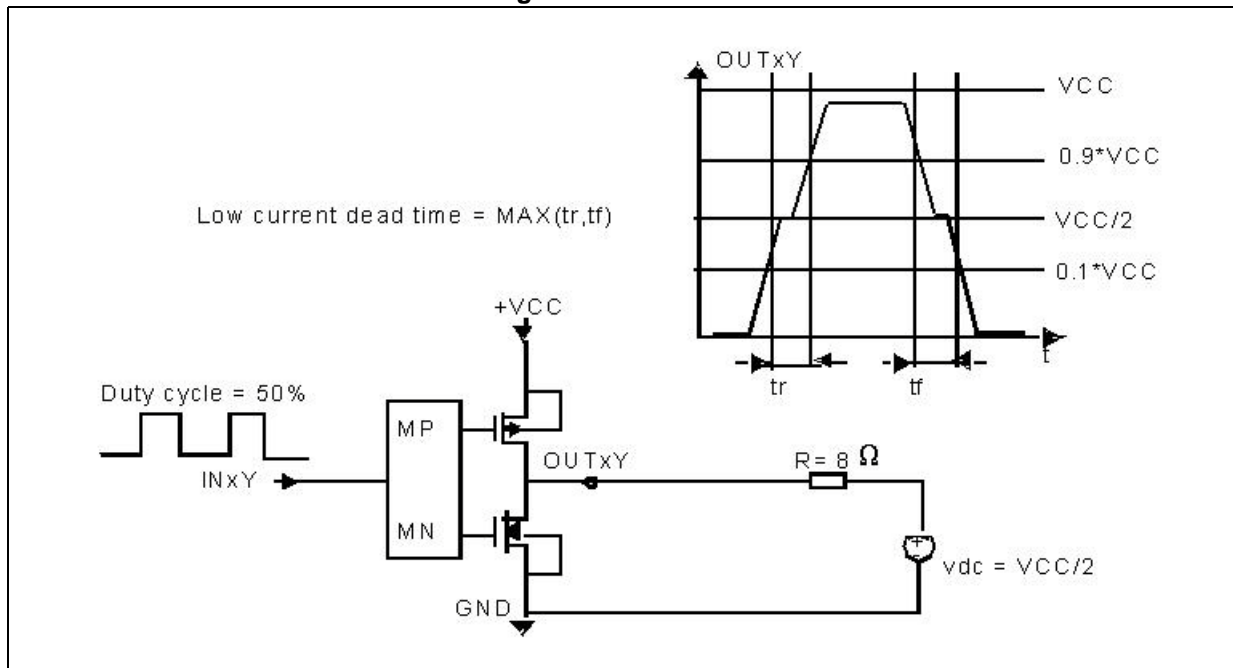 OUTxY
VCC
0.9*VCC
Low current dead time = MAX(tr,tf)
VCC/2
0.1*VCC
+VCC
t
tr
tf
Duty cycle = 50%
MP
OUTxY
R= 8 Ω
INxY
MN
+
-
vdc = VCC/2
GND